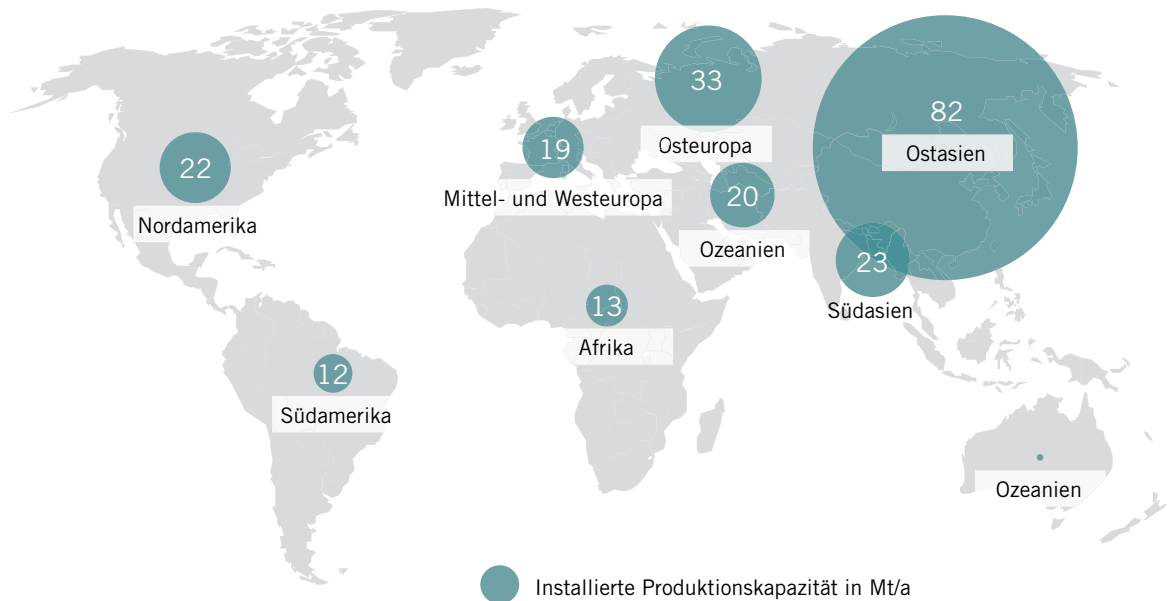 33
Osteuropa
82
Ostasien
22
Nordamerika
19
Mittel- und Westeuropa
20
Ozeanien
23
Südasien
13
Afrika
12
Südamerika
Ozeanien
Installierte Produktionskapazität in Mt/a